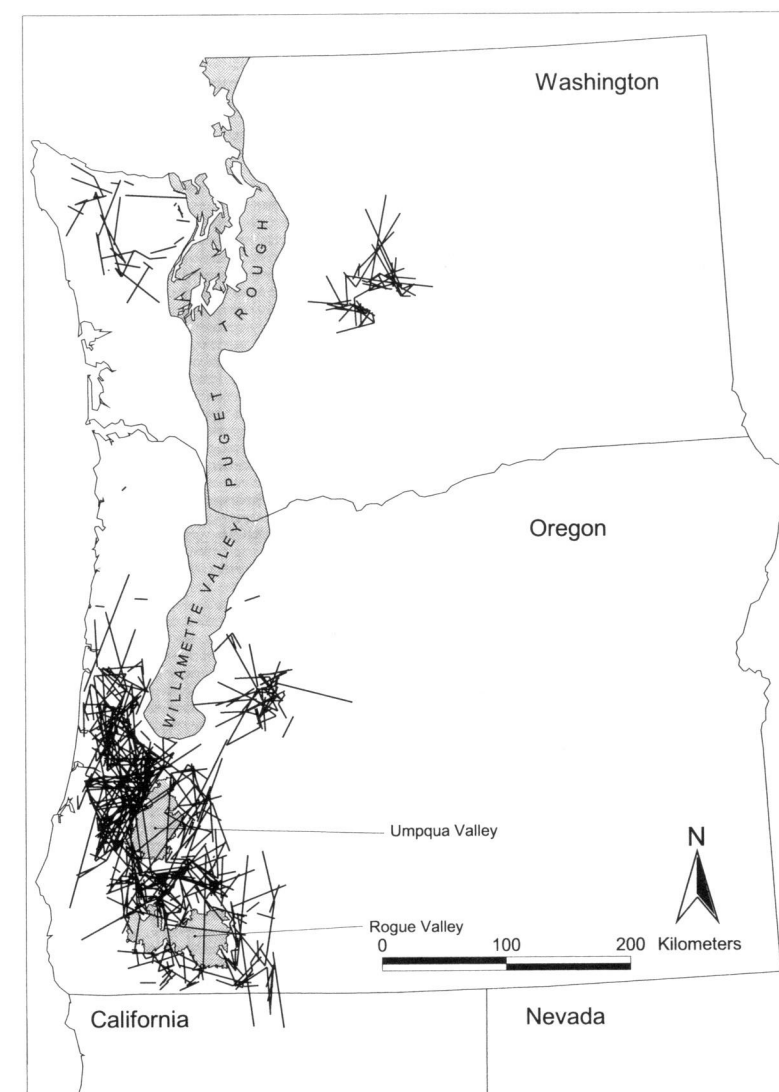 Washington
PUGET TROUGH
WILLAMETTE VALLEY
Oregon
Umpqua Valley
N
Rogue Valley
0 100 200 Kilometers
California
Nevada